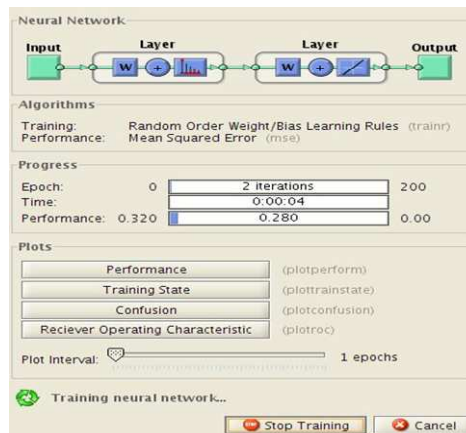 Neural Network
Input Layer Layer Output
W + W +
Algorithms
Training: Random Order Weight/Bias Learning Rules (trainr)
Performance: Mean Squared Error (mse)
Progress
Epoch: 0 2 iterations 200
Time: 0:00:04
Performance: 0.320 0.280 0.00
Plots
Performance (plotperform)
Training State (plottrainstate)
Confusion (plotconfusion)
Reciever Operating Characteristic (plotroc)
Plot Interval: 1 epochs
Training neural network...
Stop Training Cancel